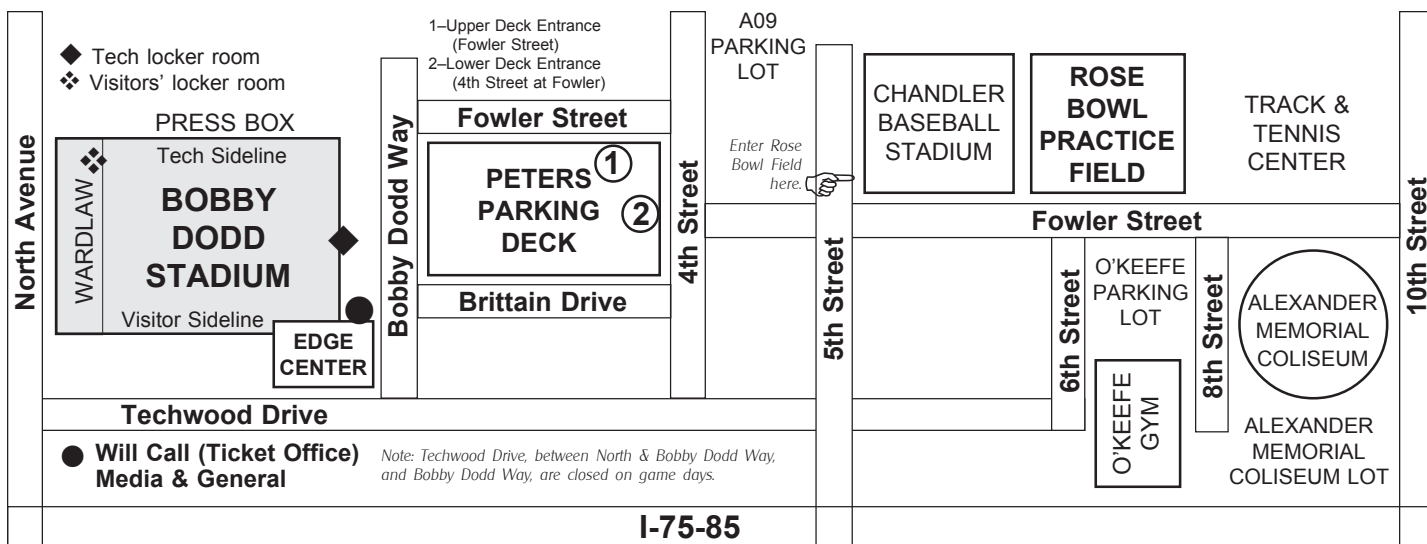 ◆ Tech locker room
❖ Visitors' locker room
1–Upper Deck Entrance
(Fowler Street)
2–Lower Deck Entrance
(4th Street at Fowler)
A09
PARKING
LOT
North Avenue
PRESS BOX
Tech Sideline
WARDLAW
BOBBY
DODD
STADIUM
Visitor Sideline
EDGE
CENTER
Bobby Dodd Way
Fowler Street
PETERS
PARKING
DECK
1
2
Brittain Drive
4th Street
Enter Rose
Bowl Field
here.
5th Street
CHANDLER
BASEBALL
STADIUM
ROSE
BOWL
PRACTICE
FIELD
TRACK &
TENNIS
CENTER
Fowler Street
6th Street
O'KEEFE
PARKING
LOT
O'KEEFE
GYM
8th Street
ALEXANDER
MEMORIAL
COLISEUM
ALEXANDER
MEMORIAL
COLISEUM LOT
10th Street
Techwood Drive
● Will Call (Ticket Office)
Media & General
Note: Techwood Drive, between North & Bobby Dodd Way,
and Bobby Dodd Way, are closed on game days.
I-75-85